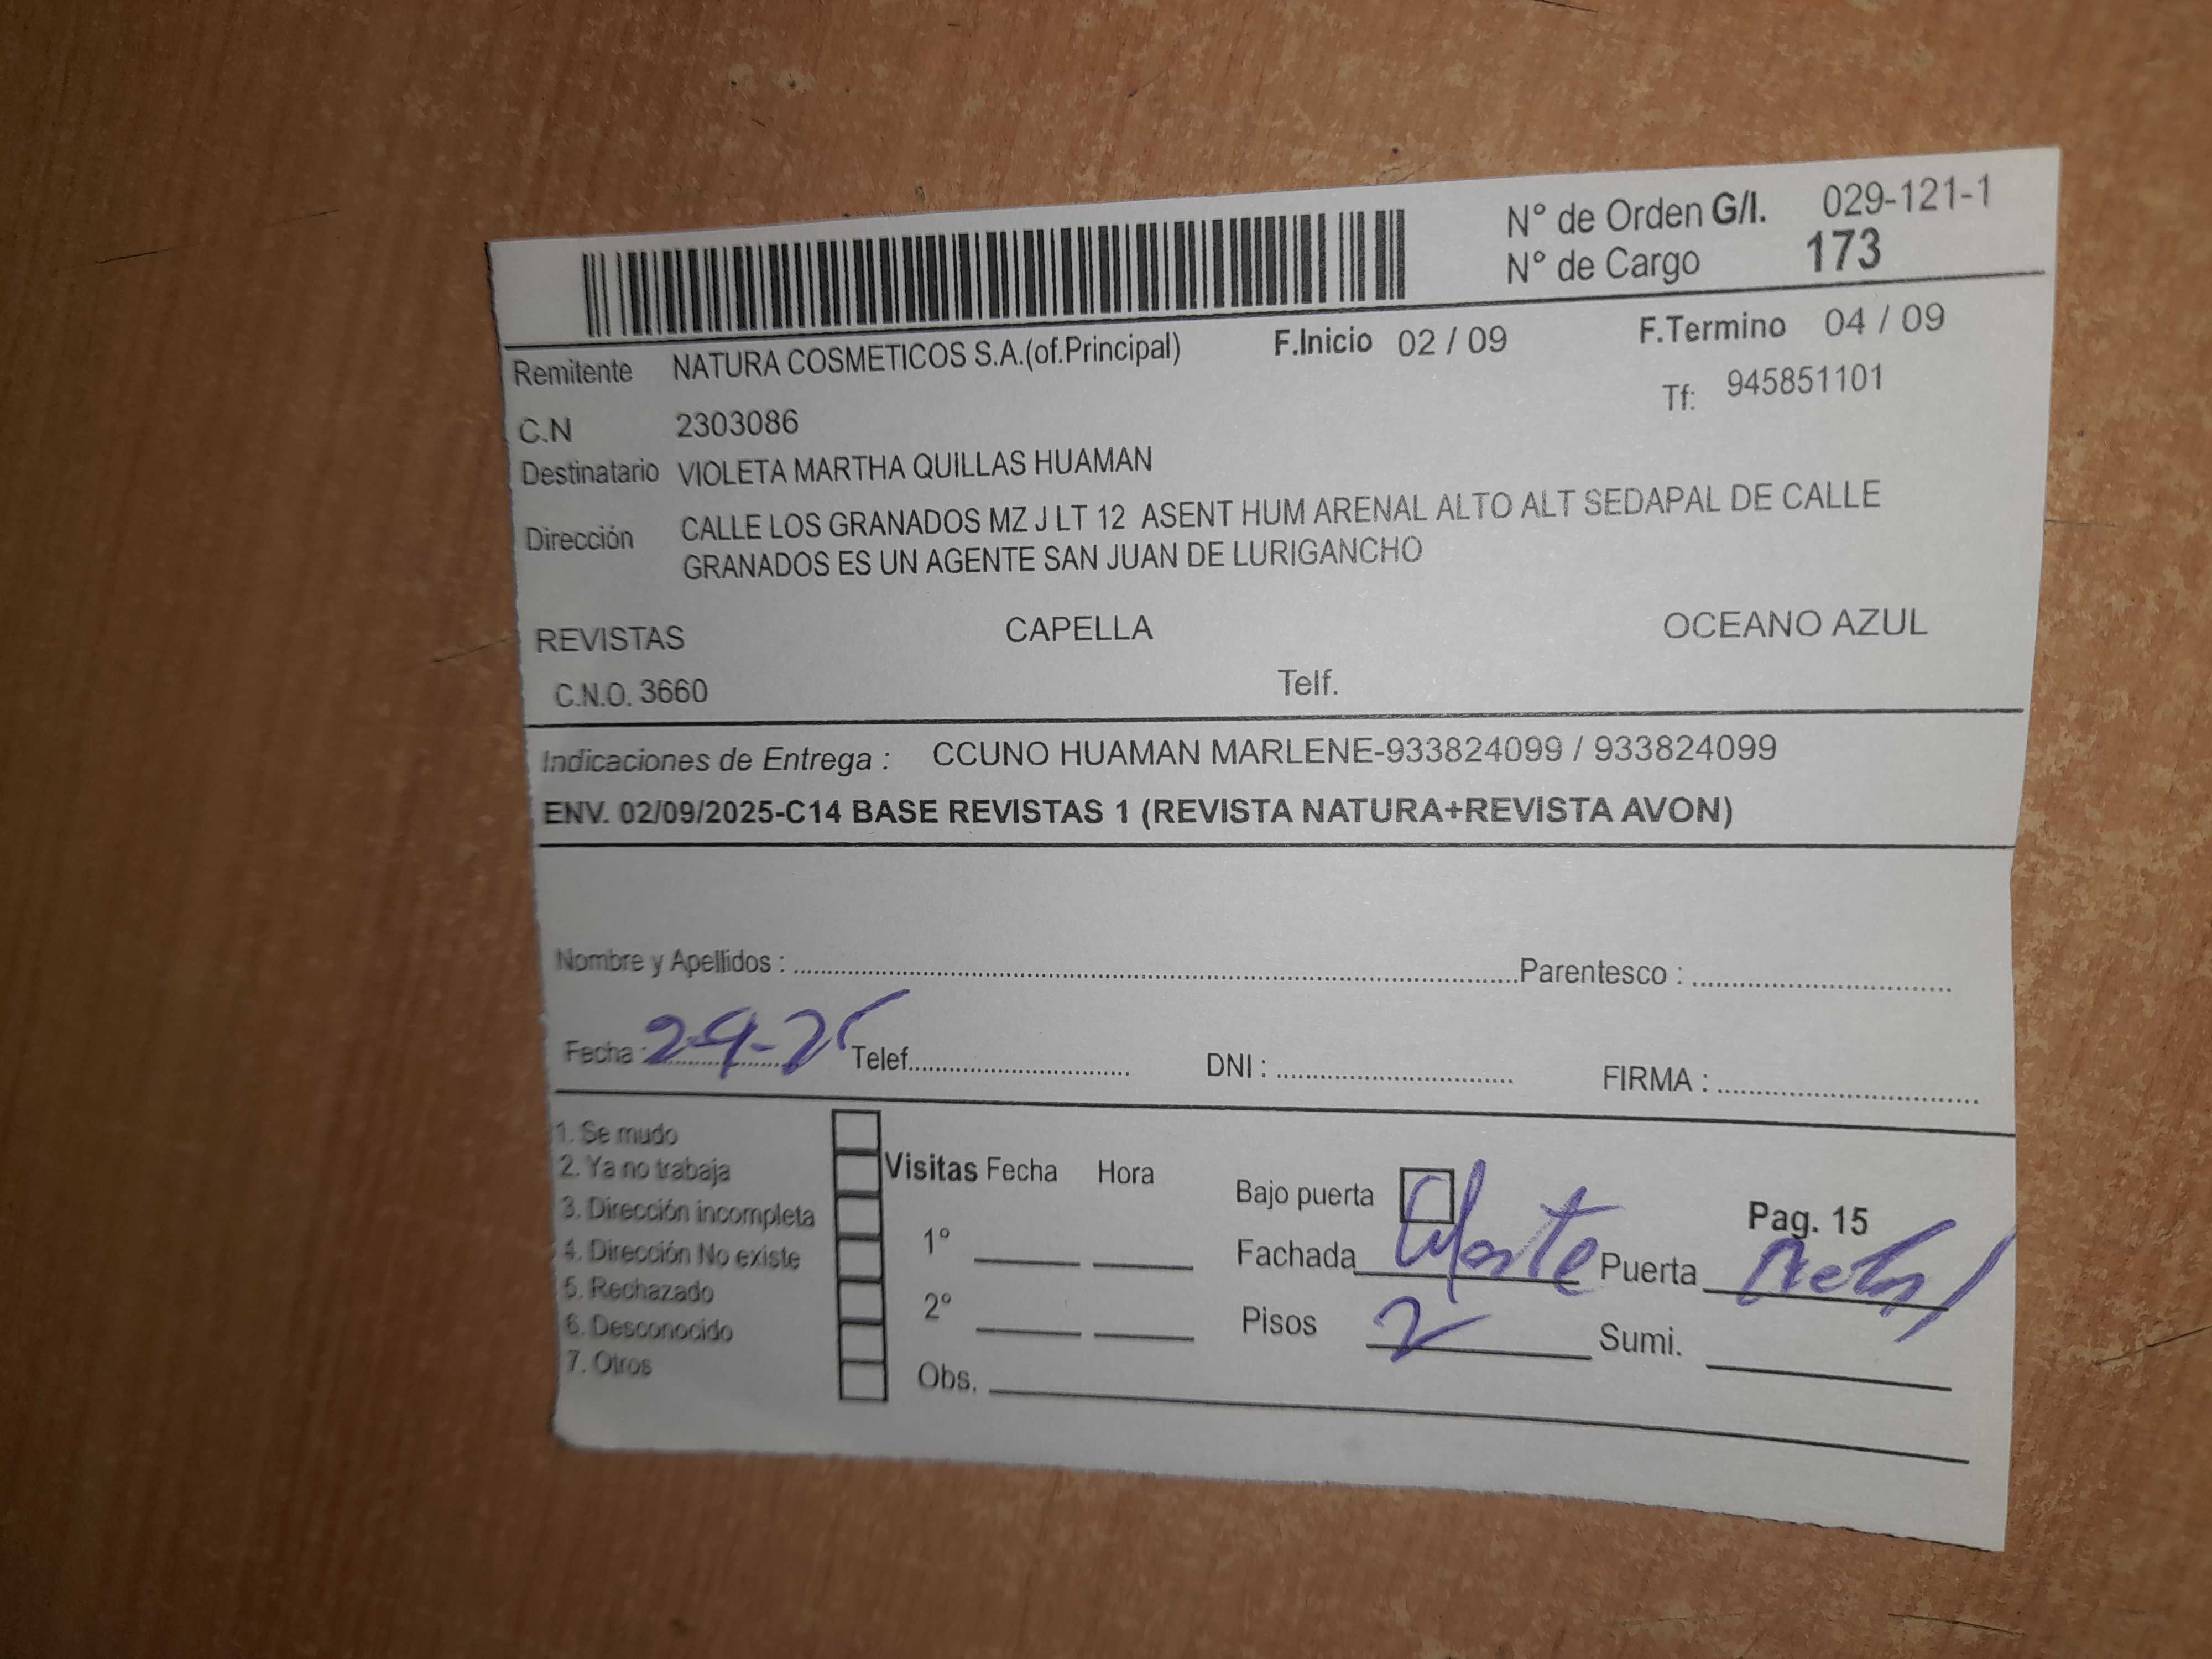 N° de Orden G/I. 029-121-1
N° de Cargo 173
Remitente NATURA COSMETICOS S.A.(of.Principal) F.Inicio 02 / 09 F.Termino 04 / 09
C.N 2303086 Tf: 945851101
Destinatario VIOLETA MARTHA QUILLAS HUAMAN
Dirección CALLE LOS GRANADOS MZ J LT 12 ASENT HUM ARENAL ALTO ALT SEDAPAL DE CALLE
GRANADOS ES UN AGENTE SAN JUAN DE LURIGANCHO
REVISTAS CAPELLA OCEANO AZUL
C.N.O. 3660 Telf.
Indicaciones de Entrega : CCUNO HUAMAN MARLENE-933824099 / 933824099
ENV. 02/09/2025-C14 BASE REVISTAS 1 (REVISTA NATURA+REVISTA AVON)
Nombre y Apellidos : Parentesco :
Fecha : 2-9-25 Telef. DNI : FIRMA :
1. Se mudo
2. Ya no trabaja
3. Dirección incompleta
4. Dirección No existe
5. Rechazado
6. Desconocido
7. Otros
Visitas Fecha Hora
1°
2°
Obs.
Bajo puerta Pag. 15
Fachada Puerta
Pisos 2 Sumi.